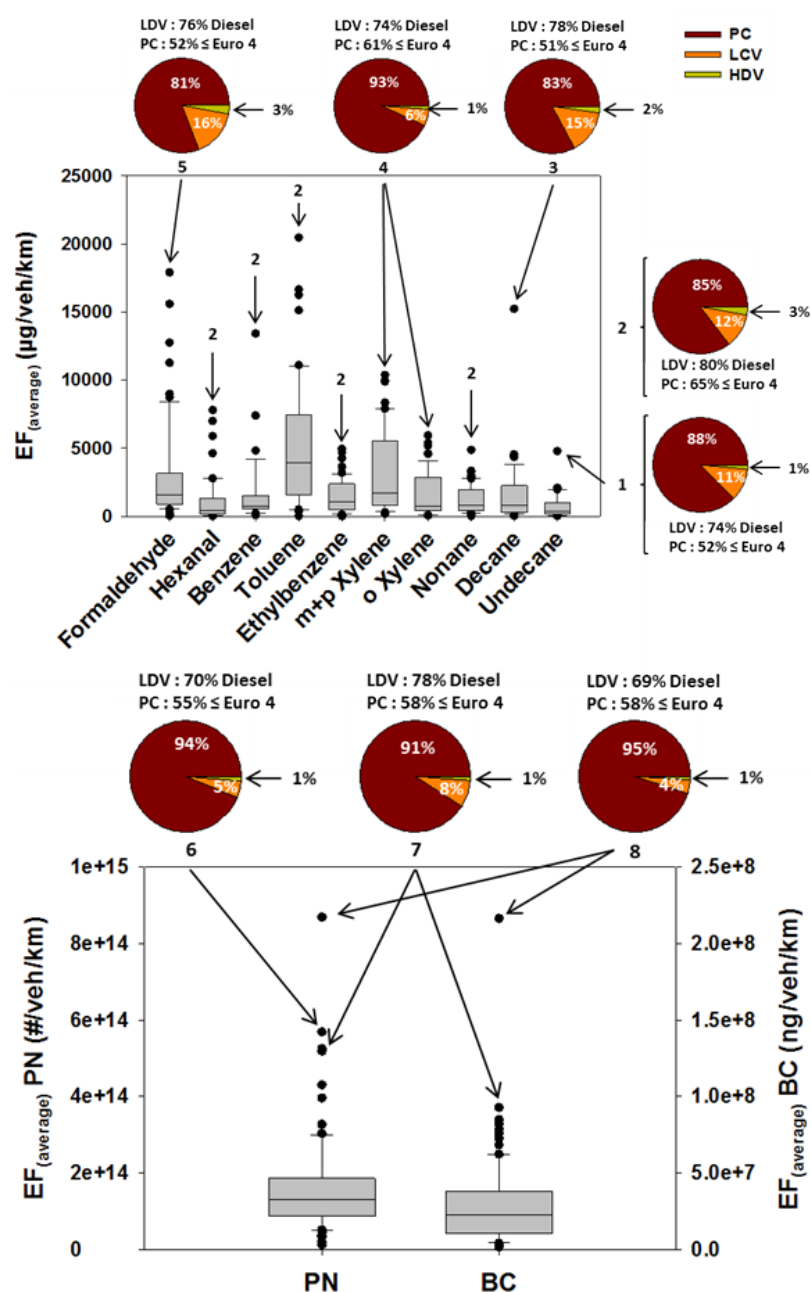 LDV : 76% Diesel
PC : 52% ≤ Euro 4
LDV : 74% Diesel
PC : 61% ≤ Euro 4
LDV : 78% Diesel
PC : 51% ≤ Euro 4
PC
LCV
HDV
81%
16%
3%
93%
6%
1%
83%
15%
2%
5
4
3
EF(average) (µg/veh/km)
25000
20000
15000
10000
5000
0
2
2
2
2
2
Formaldehyde
Hexanal
Benzene
Toluene
Ethylbenzene
m+p Xylene
o Xylene
Nonane
Decane
Undecane
2
85%
12%
3%
LDV : 80% Diesel
PC : 65% ≤ Euro 4
1
88%
11%
1%
LDV : 74% Diesel
PC : 52% ≤ Euro 4
LDV : 70% Diesel
PC : 55% ≤ Euro 4
LDV : 78% Diesel
PC : 58% ≤ Euro 4
LDV : 69% Diesel
PC : 58% ≤ Euro 4
94%
5%
1%
91%
8%
1%
95%
4%
1%
6
7
8
EF(average) PN (#/veh/km)
1e+15
8e+14
6e+14
4e+14
2e+14
0
2.5e+8
2.0e+8
1.5e+8
1.0e+8
5.0e+7
0.0
EF(average) BC (ng/veh/km)
PN
BC